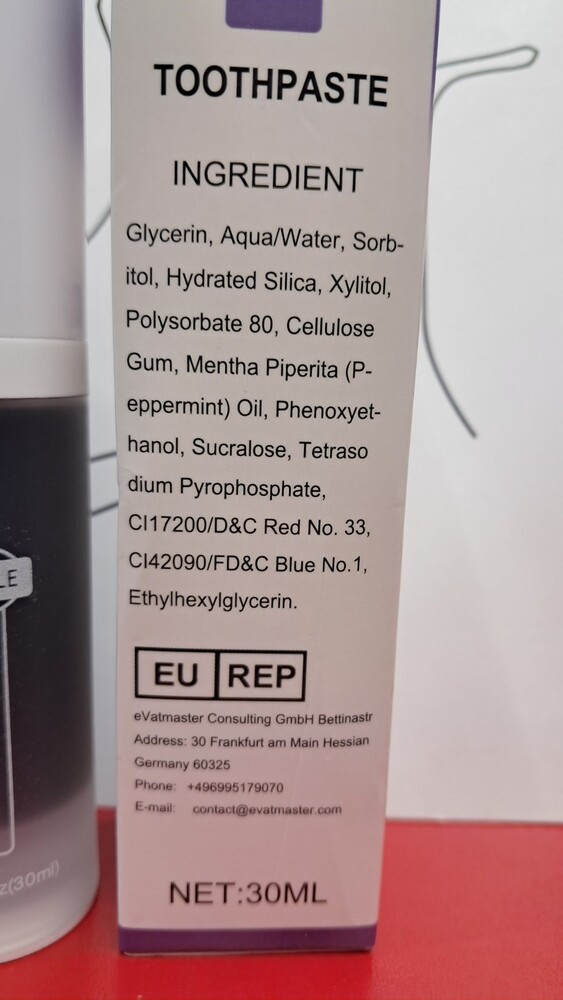 TOOTHPASTE
INGREDIENT
Glycerin, Aqua/Water, Sorb-
itol, Hydrated Silica, Xylitol,
Polysorbate 80, Cellulose
Gum, Mentha Piperita (P-
eppermint) Oil, Phenoxyet-
hanol, Sucralose, Tetraso
dium Pyrophosphate,
CI17200/D&C Red No. 33,
CI42090/FD&C Blue No.1,
Ethylhexylglycerin.
EU REP
eVatmaster Consulting GmbH Bettinastr
Address: 30 Frankfurt am Main Hessian
Germany 60325
Phone: +496995179070
E-mail: contact@evatmaster.com
NET:30ML
LE
z(30ml)